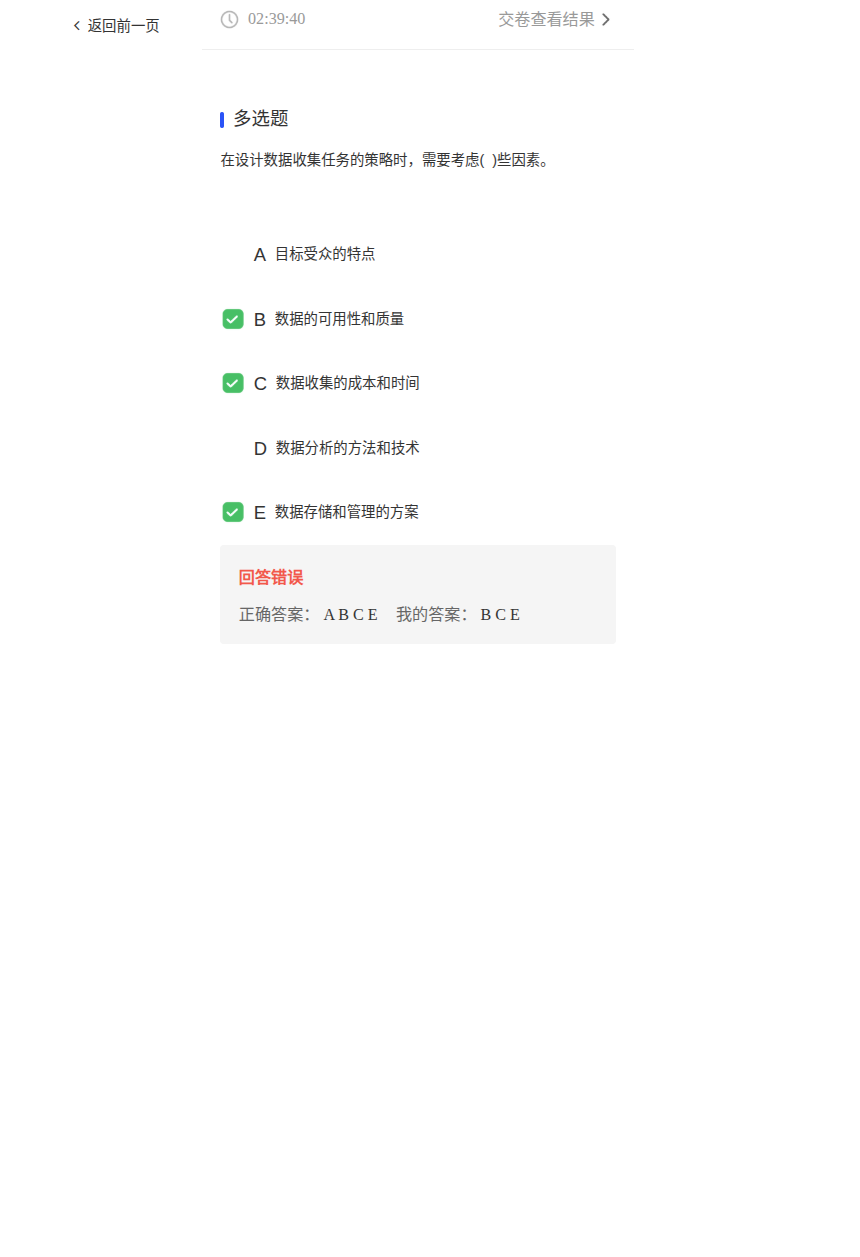 返回前一页
02:39:40 交卷查看结果
多选题
在设计数据收集任务的策略时，需要考虑( )些因素。
A 目标受众的特点
B 数据的可用性和质量
C 数据收集的成本和时间
D 数据分析的方法和技术
E 数据存储和管理的方案
回答错误
正确答案： A B C E 我的答案： B C E